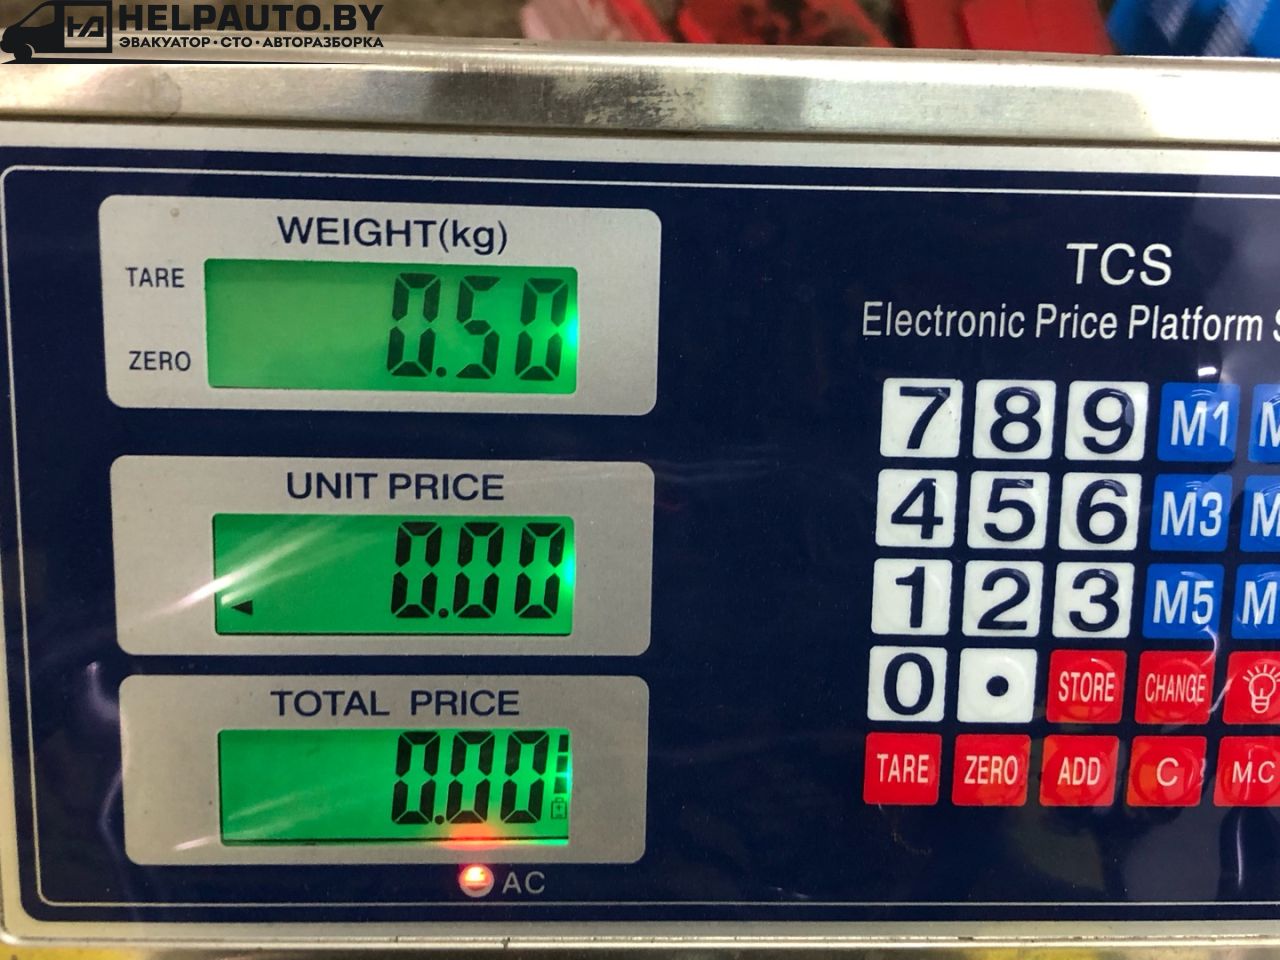 HELPAUTO.BY
ЭВАКУАТОР · СТО · АВТОРАЗБОРКА
WEIGHT(kg)
TARE
0.50
ZERO
UNIT PRICE
0.00
TOTAL PRICE
0.00
AC
TCS
Electronic Price Platform
7 8 9 M1
4 5 6 M3
1 2 3 M5
0 • STORE CHANGE
TARE ZERO ADD C M.C